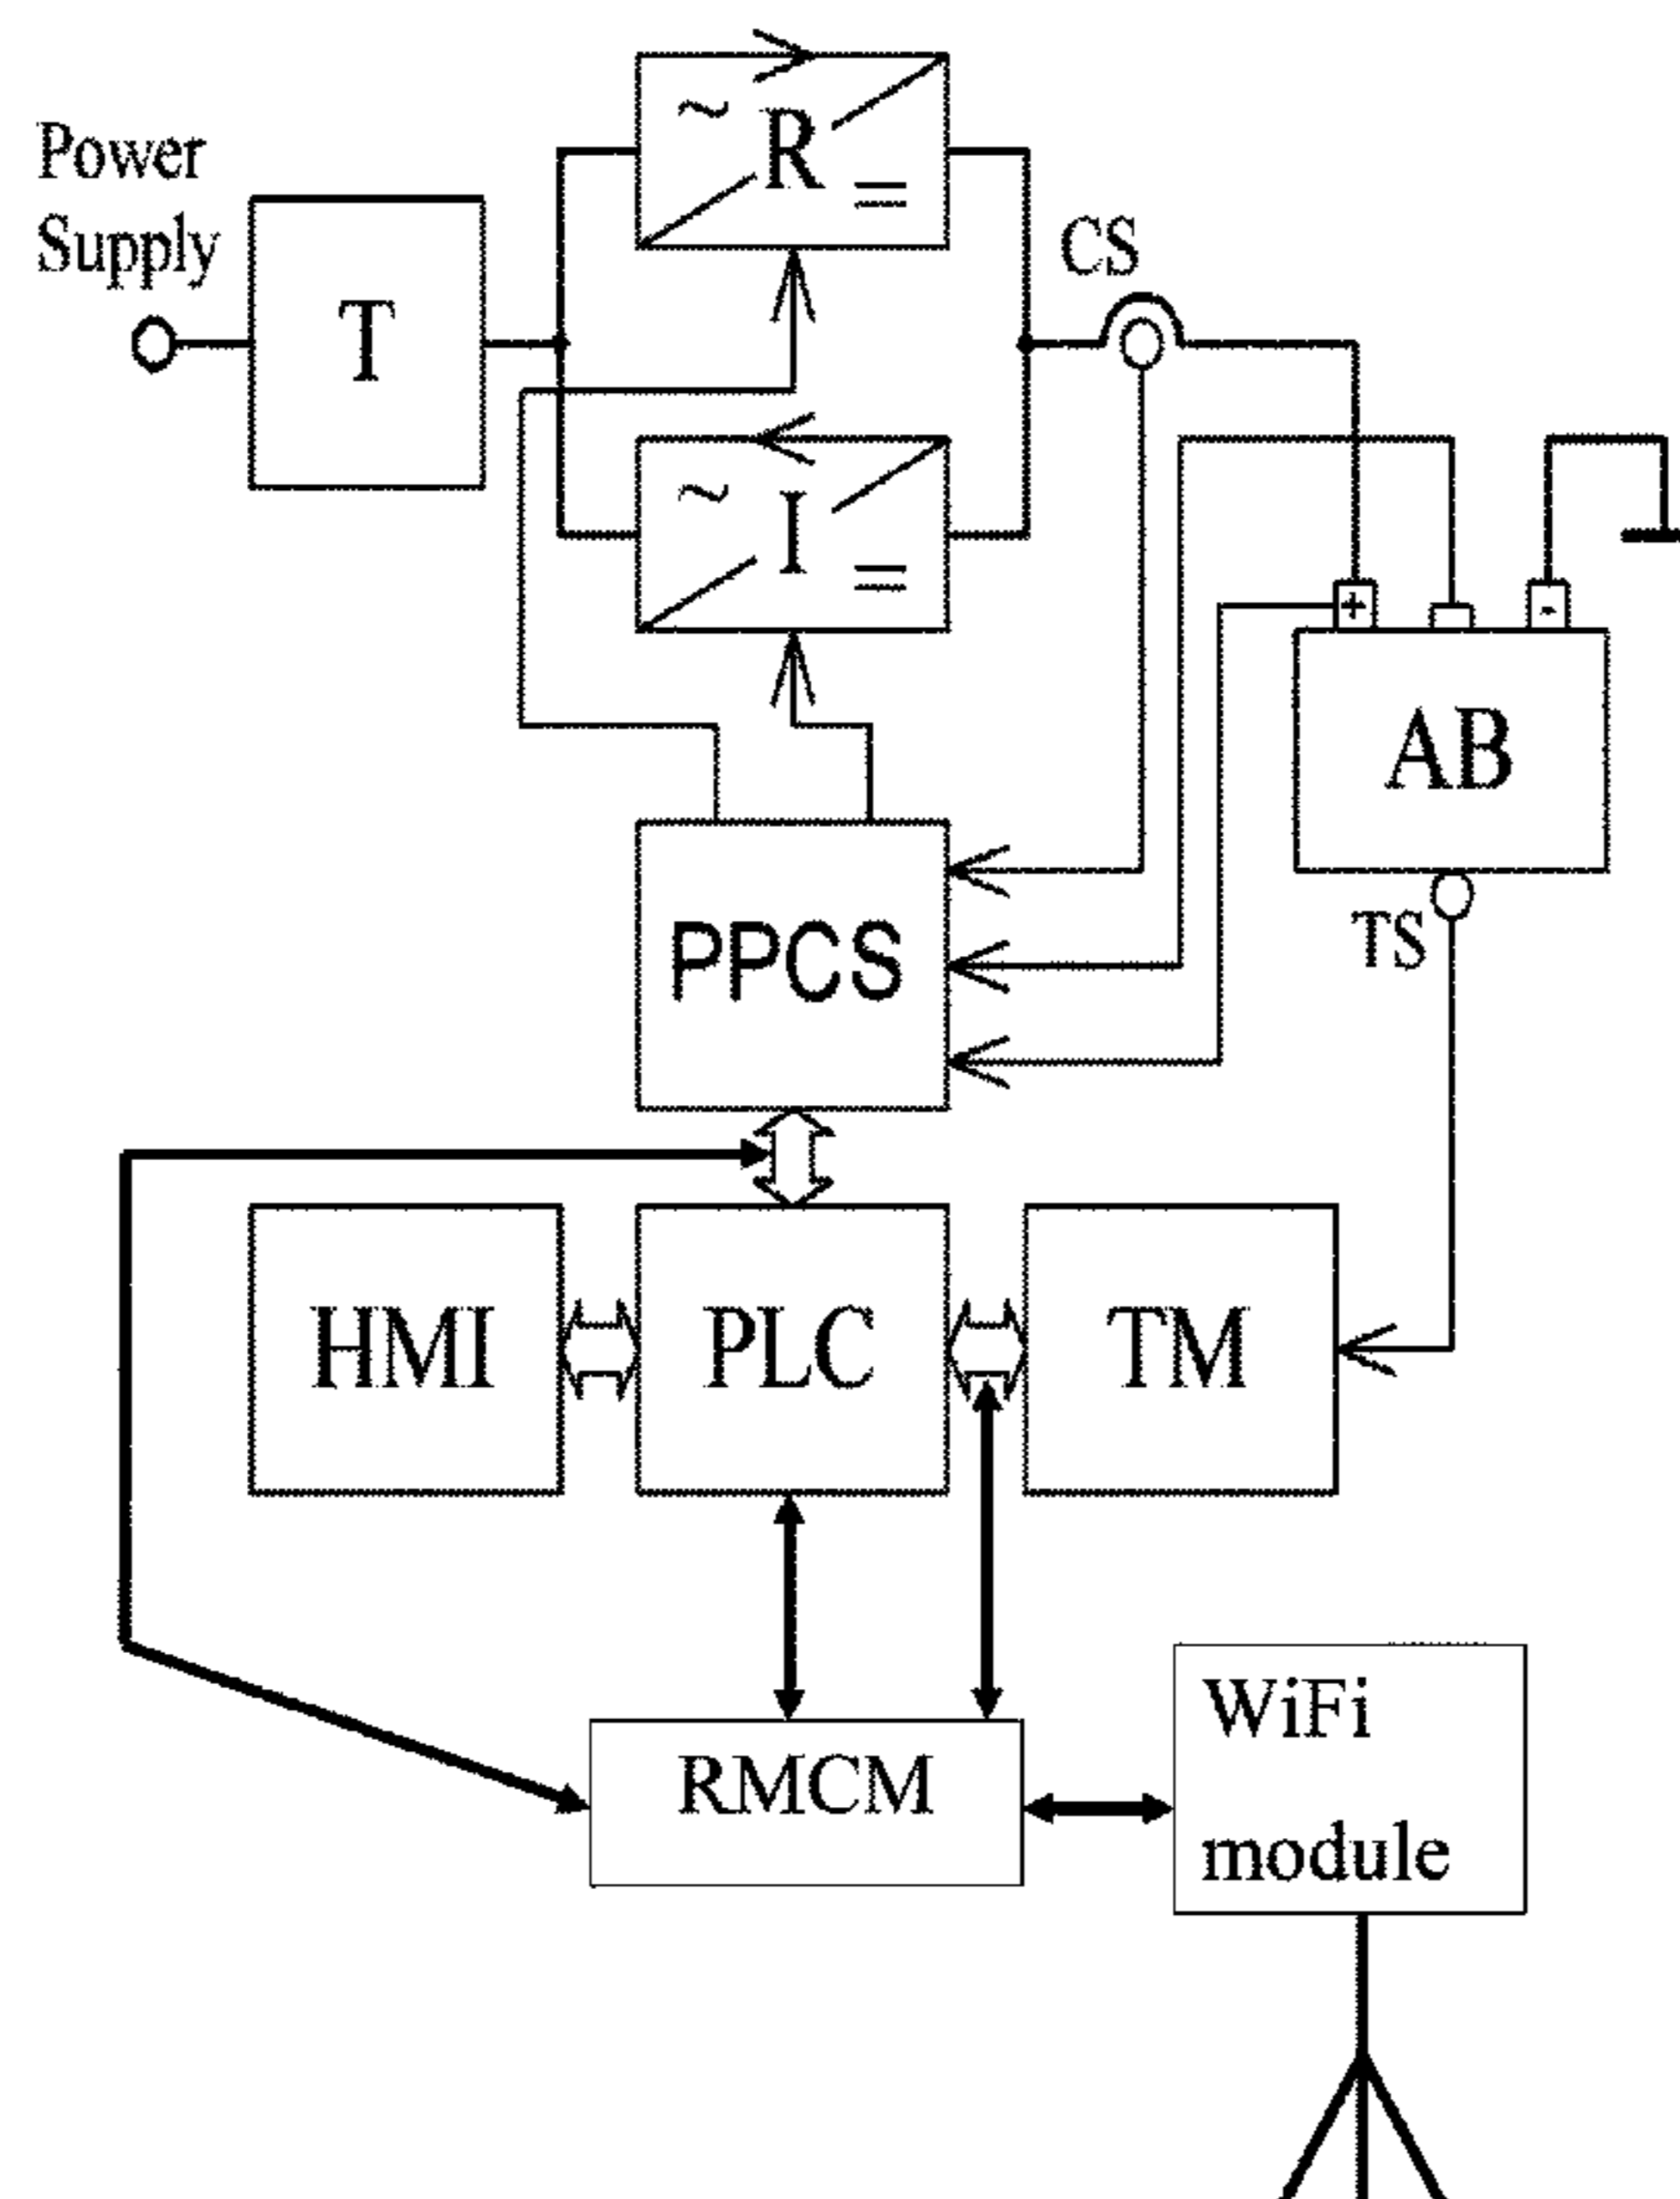 Power
Supply
T
~
R
=
CS
~
I
=
+
-
AB
PPCS
TS
HMI
PLC
TM
RMCM
WiFi
module